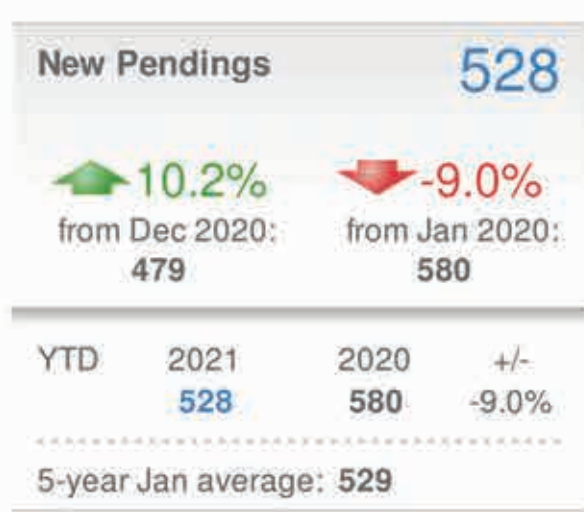 New Pendings 528
10.2% -9.0%
from Dec 2020: from Jan 2020:
479 580
YTD 2021 2020 +/-
528 580 -9.0%
5-year Jan average: 529